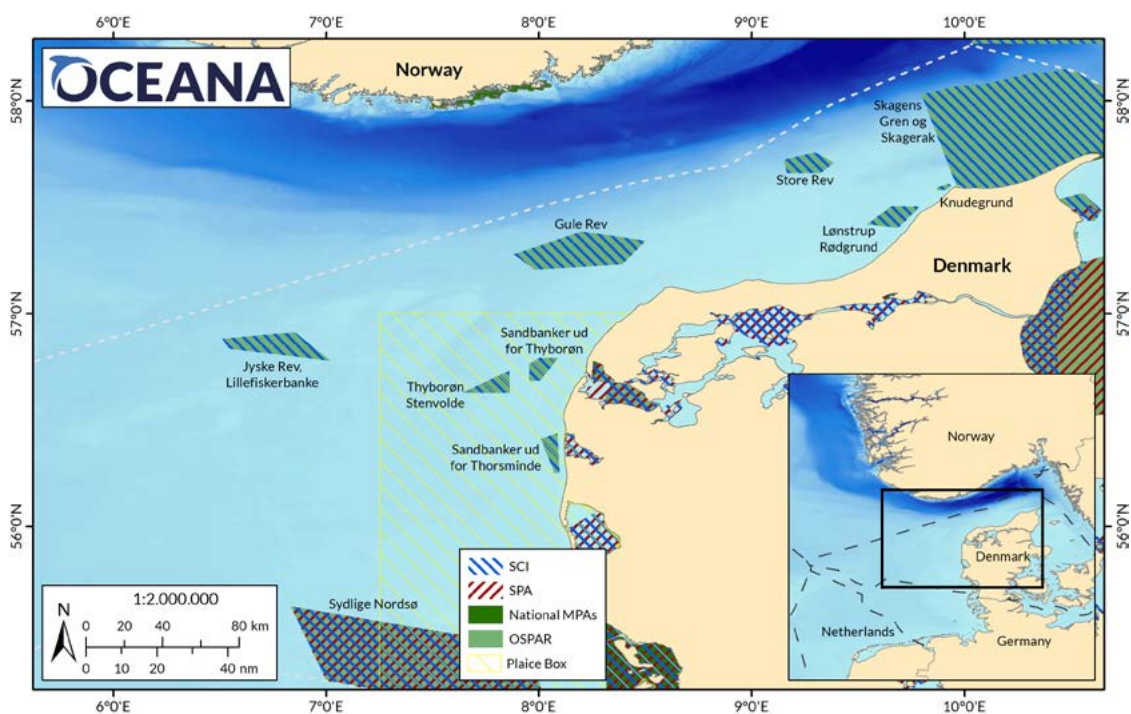 6°0'E 7°0'E 8°0'E 9°0'E 10°0'E
OCEANA
Norway
58°0'N
58°0'N
Skagens
Gren og
Skagerak
Store Rev
Knudegrund
Gule Rev
Lønstrup
Rødgrund
Denmark
57°0'N
57°0'N
Sandbanker ud
for Thyborøn
Jyske Rev,
Lillefiskerbanke
Thyborøn
Stenvolde
Norway
Sandbanker ud
for Thorsminde
56°0'N
56°0'N
SCI
SPA
National MPAs
OSPAR
Plaice Box
Denmark
Netherlands
Germany
Sydlige Nordsø
N
1:2.000.000
0 20 40 80 km
0 10 20 40 nm
6°0'E 7°0'E 8°0'E 9°0'E 10°0'E